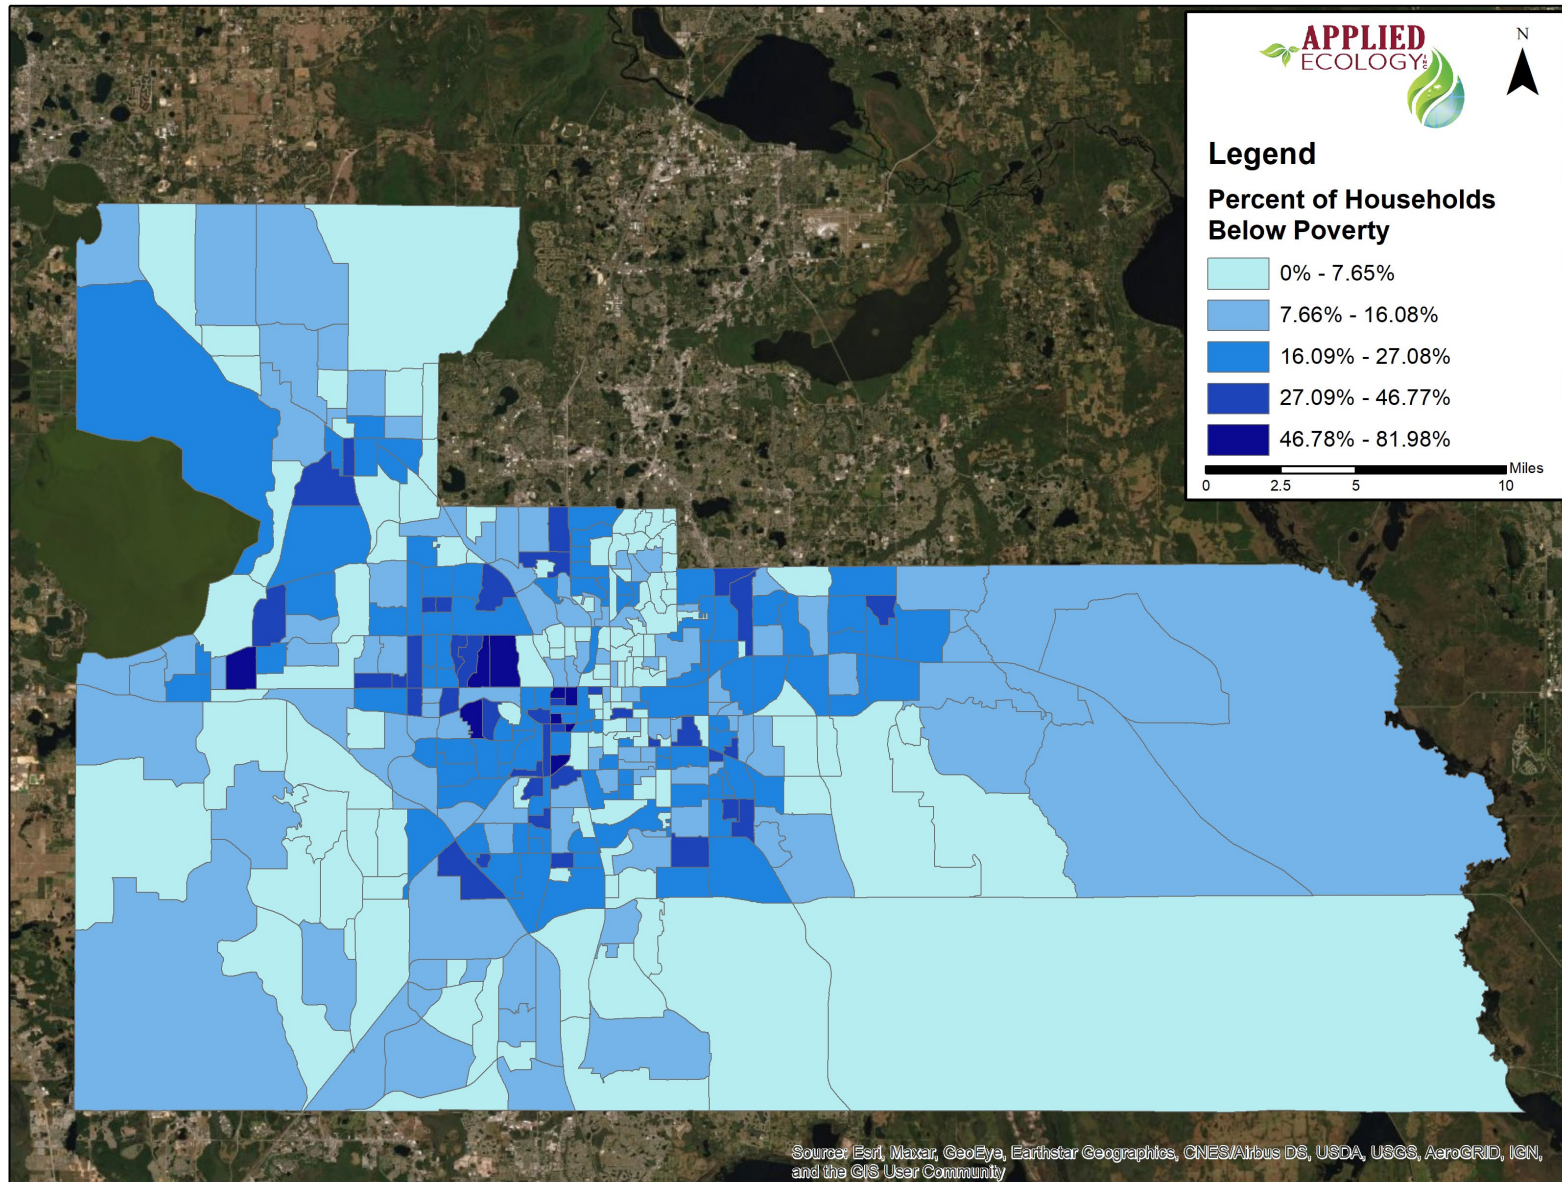 APPLIED
ECOLOGY INC
N
Legend
Percent of Households
Below Poverty
0% - 7.65%
7.66% - 16.08%
16.09% - 27.08%
27.09% - 46.77%
46.78% - 81.98%
Miles
0 2.5 5 10
Source: Esri, Maxar, GeoEye, Earthstar Geographics, CNES/Airbus DS, USDA, USGS, AeroGRID, IGN,
and the GIS User Community